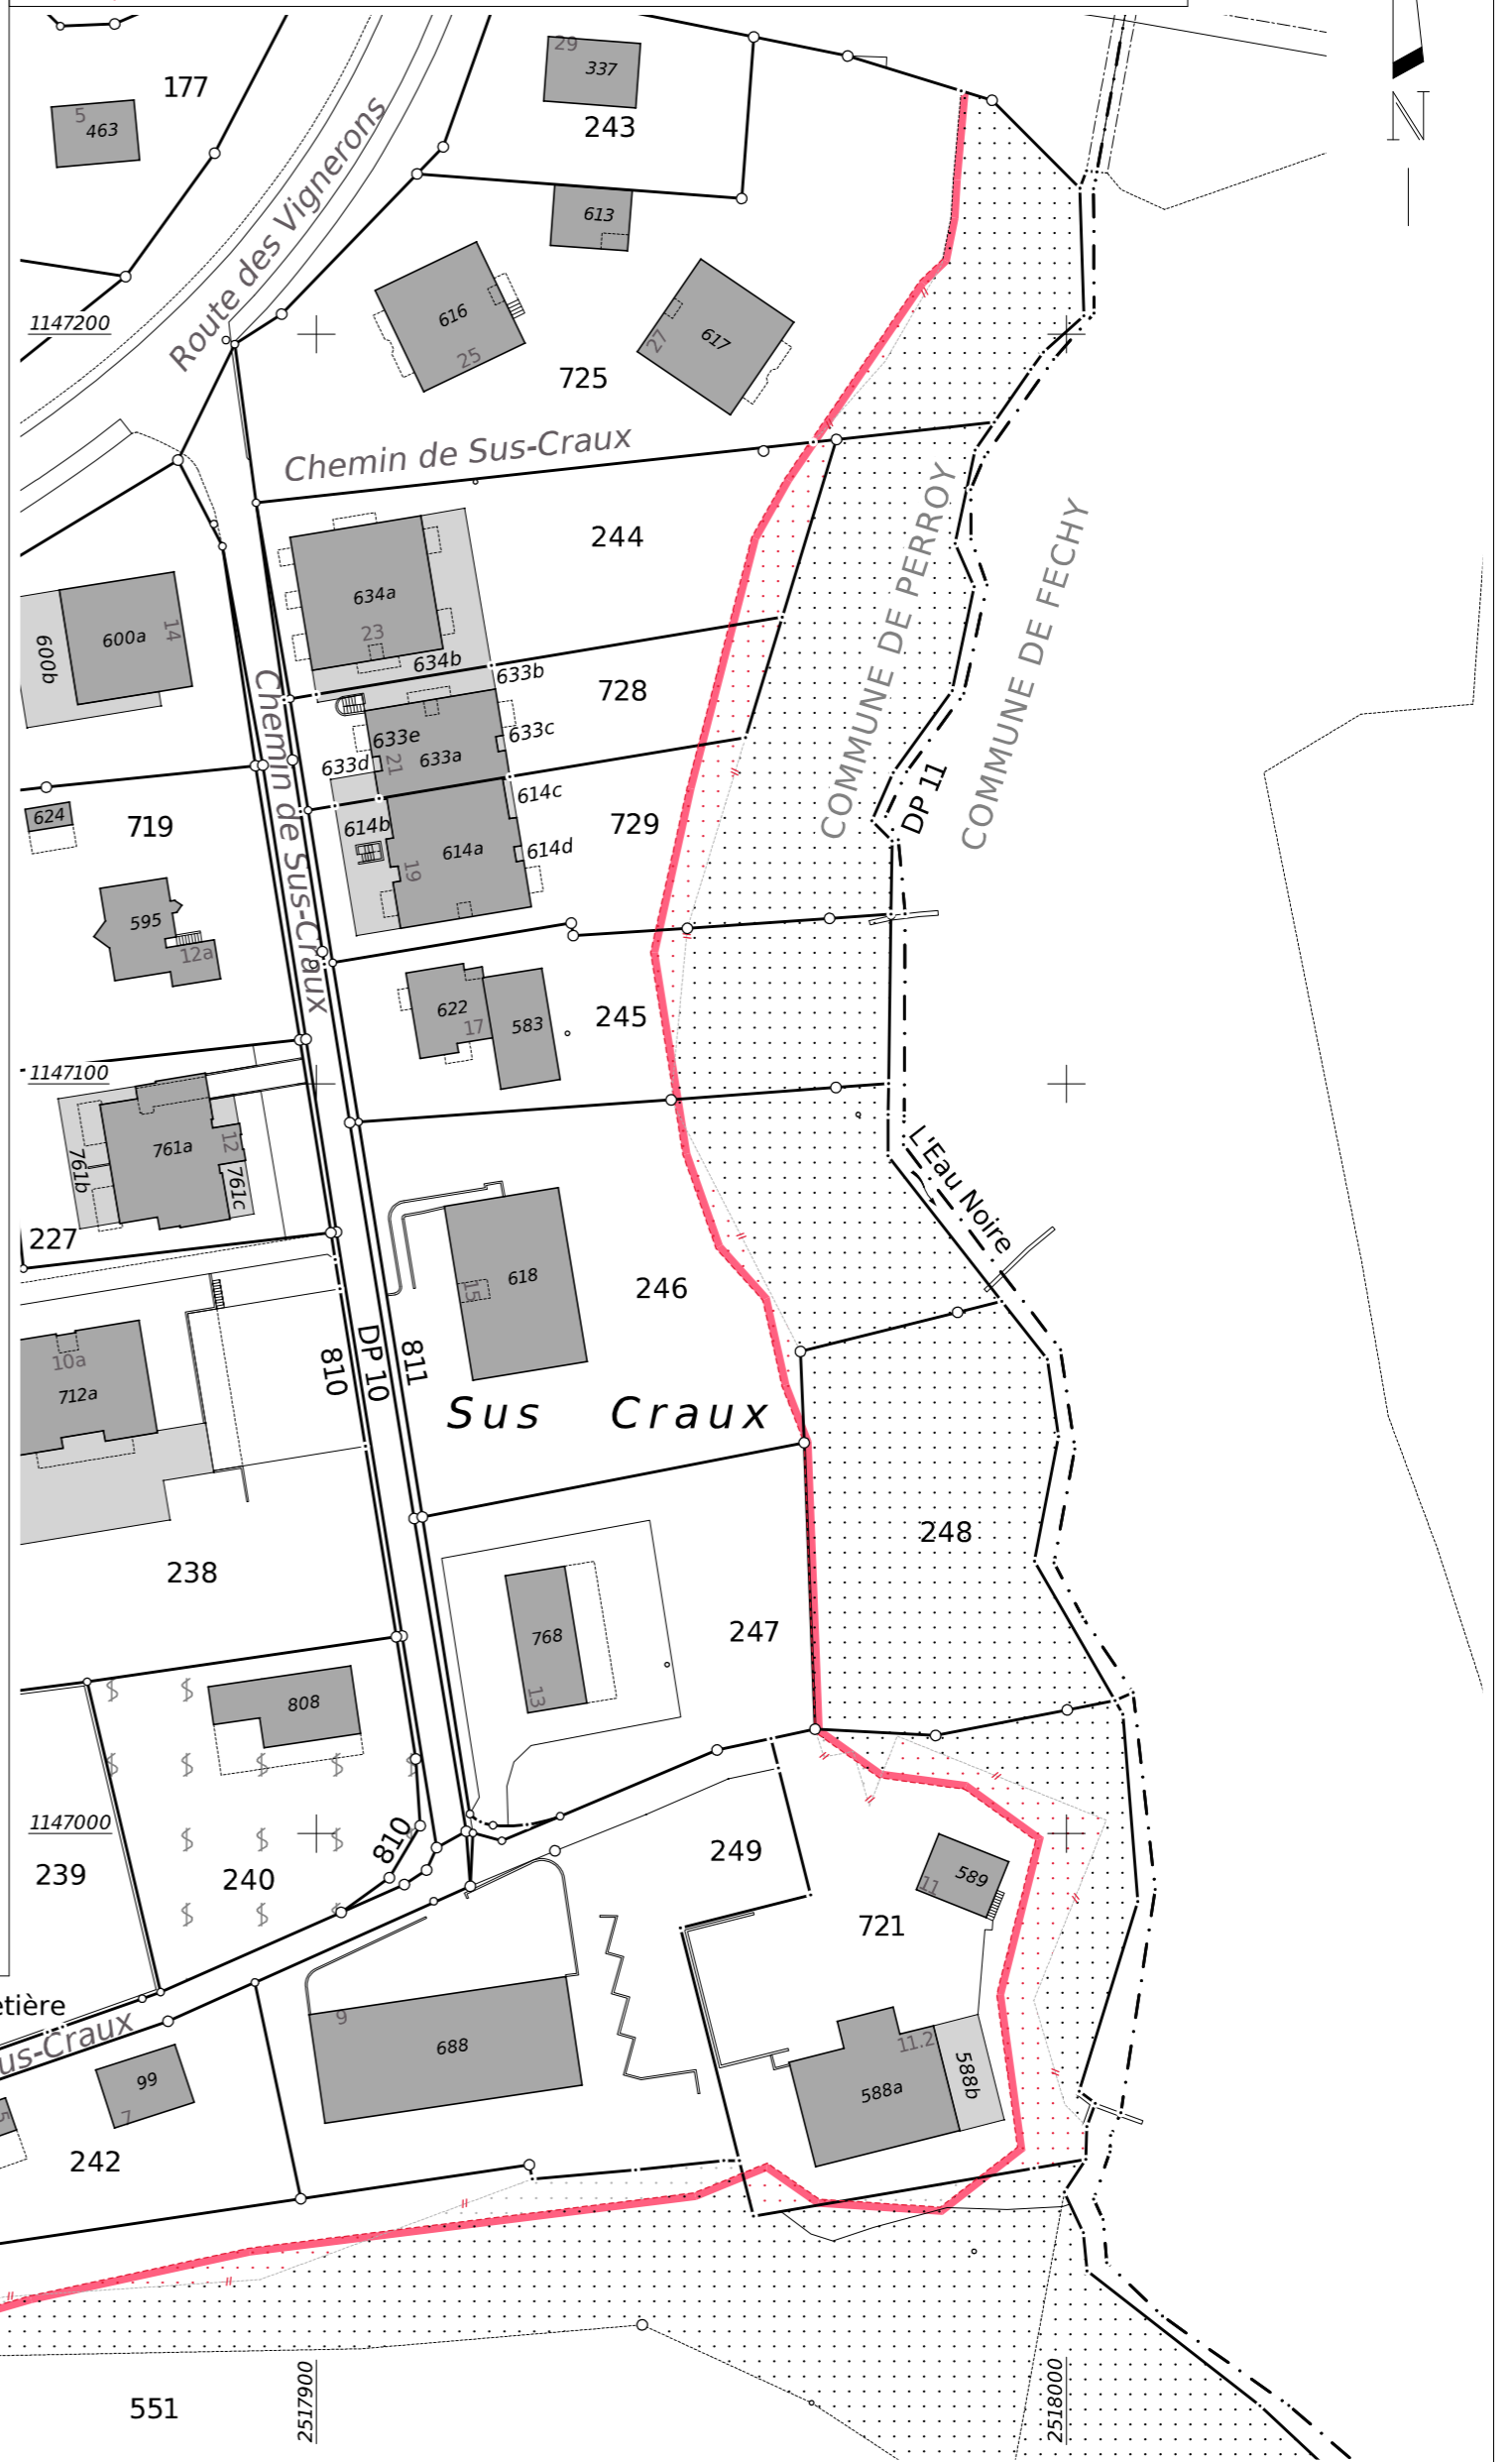 29
337
177
5
463
243
N
613
Route des Vignerons
616
25
617
27
1147200
725
Chemin de Sus-Craux
244
634a
23
634b
14
600a
600b
633b
728
633c
633e
633a
633d
21
COMMUNE DE PERROY
COMMUNE DE FECHY
DP 11
Chemin de Sus-Craux
614c
614b
614a
614d
19
729
624
719
595
12a
622
17
583
245
1147100
761a
12
761b
761c
L'Eau Noire
227
618
15
246
10a
712a
810
DP 10
811
Sus Craux
248
238
768
13
247
808
1147000
810
239
240
249
589
11
721
etière
us-Craux
9
688
11.2
588a
588b
99
7
5
242
551
2517900
2518000